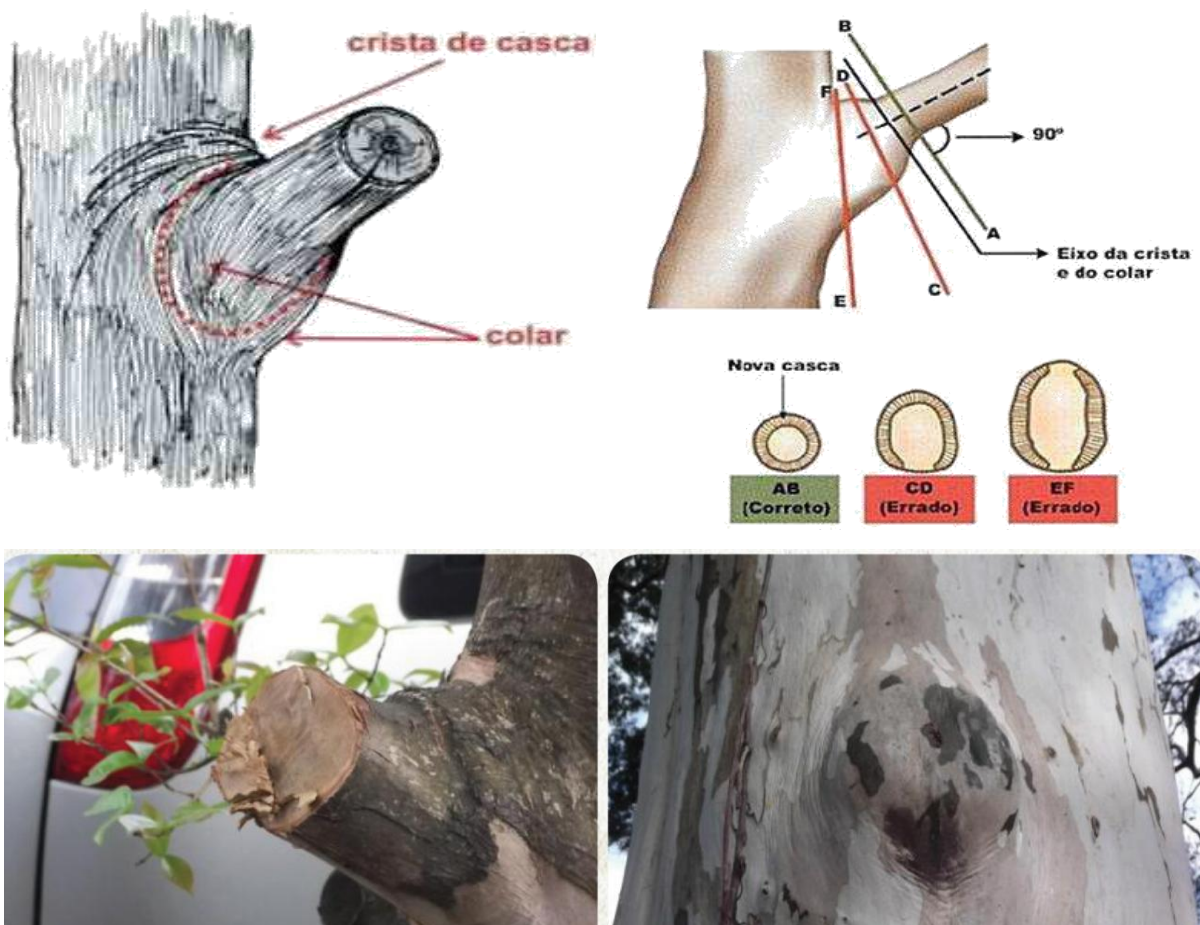 crista de casca
colar
B
D
F
90º
A
Eixo da crista
e do colar
C
E
Nova casca
AB
(Correto)
CD
(Errado)
EF
(Errado)